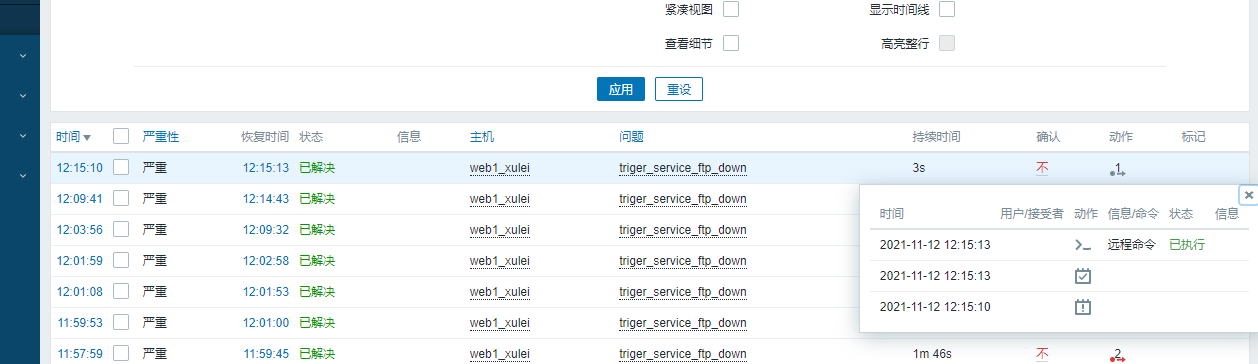 紧凑视图 显示时间线
查看细节 高亮整行
应用 重设
时间 严重性 恢复时间 状态 信息 主机 问题 持续时间 确认 动作 标记
12:15:10 严重 12:15:13 已解决 web1_xulei triger_service_ftp_down 3s 不 1
12:09:41 严重 12:14:43 已解决 web1_xulei triger_service_ftp_down
12:03:56 严重 12:09:32 已解决 web1_xulei triger_service_ftp_down
12:01:59 严重 12:02:58 已解决 web1_xulei triger_service_ftp_down
12:01:08 严重 12:01:53 已解决 web1_xulei triger_service_ftp_down
11:59:53 严重 12:01:00 已解决 web1_xulei triger_service_ftp_down
11:57:59 严重 11:59:45 已解决 web1_xulei triger_service_ftp_down 1m 46s 不 2
时间 用户/接受者 动作 信息/命令 状态 信息
2021-11-12 12:15:13 远程命令 已执行
2021-11-12 12:15:13
2021-11-12 12:15:10